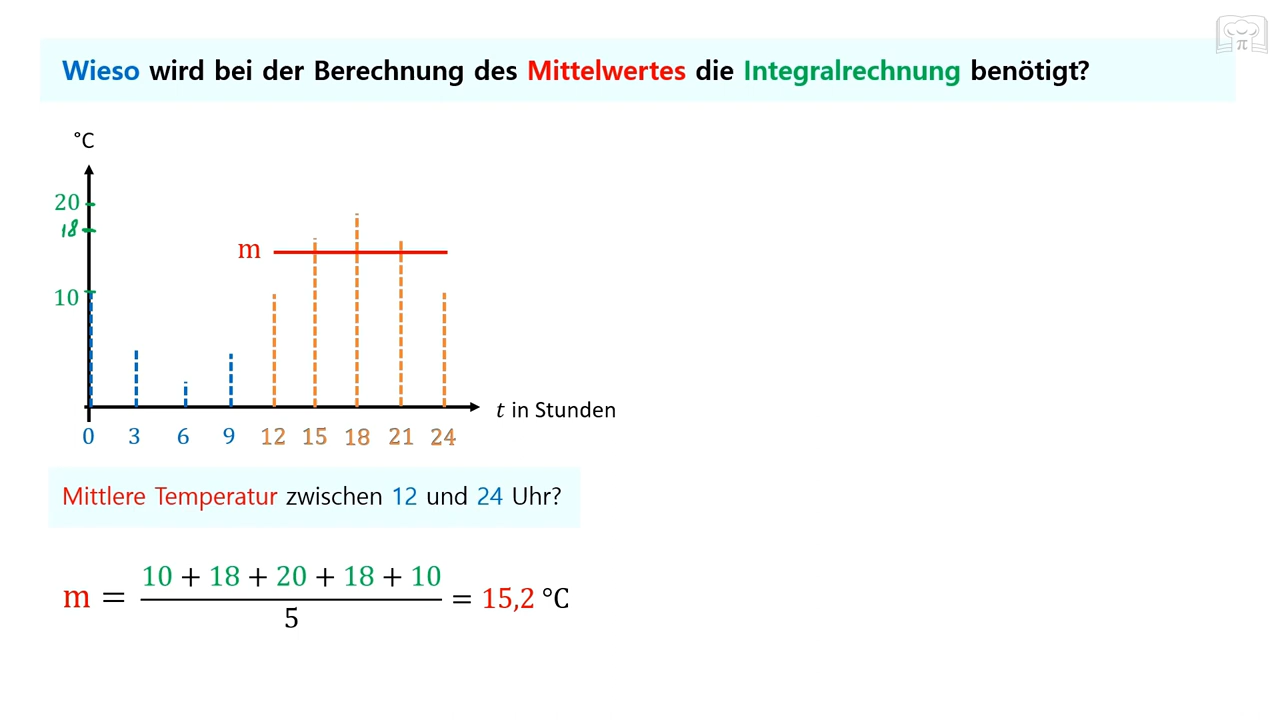 Wieso wird bei der Berechnung des Mittelwertes die Integralrechnung benötigt?
°C
20
18
m
10
t in Stunden
0 3 6 9 12 15 18 21 24
Mittlere Temperatur zwischen 12 und 24 Uhr?
10 + 18 + 20 + 18 + 10
m = = 15,2 °C
5
π